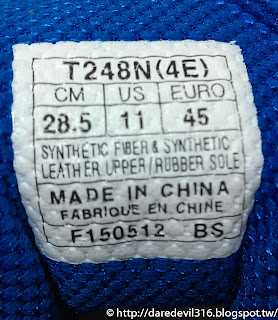 T248N(4E)
CM US EURO
28.5 11 45
SYNTHETIC FIBER & SYNTHETIC
LEATHER UPPER/RUBBER SOLE
MADE IN CHINA
FABRIQUE EN CHINE
F150512 BS
©http://daredevil316.blogspot.tw/